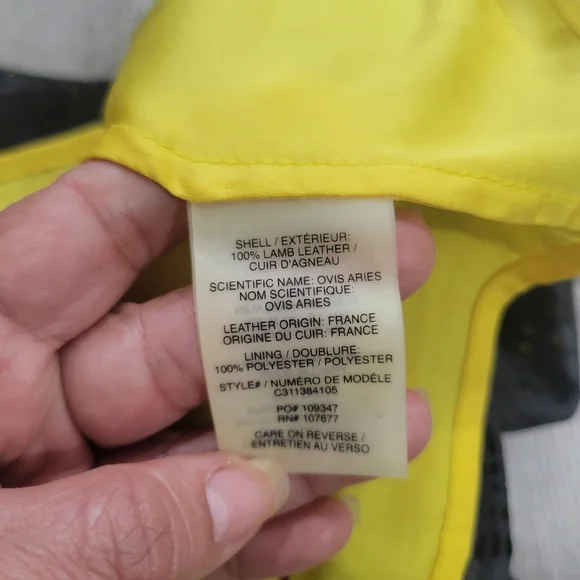 SHELL / EXTÉRIEUR:
100% LAMB LEATHER /
CUIR D'AGNEAU
SCIENTIFIC NAME: OVIS ARIES
NOM SCIENTIFIQUE:
OVIS ARIES
LEATHER ORIGIN: FRANCE
ORIGINE DU CUIR: FRANCE
LINING / DOUBLURE:
100% POLYESTER / POLYESTER
STYLE# / NUMÉRO DE MODÈLE
C311384105
PO# 109347
RN# 107677
CARE ON REVERSE /
ENTRETIEN AU VERSO